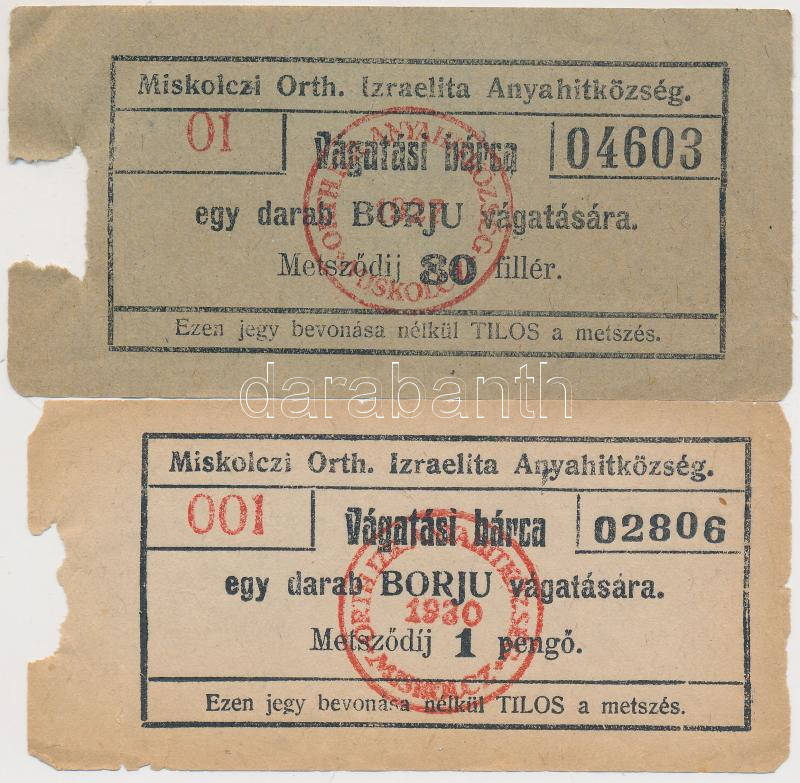 Miskolczi Orth. Izraelita Anyahitközség.
01
Vágatási bárca
04603
egy darab BORJU vágatására.
Metsződij 80 fillér.
Ezen jegy bevonása nélkül TILOS a metszés.
darabanth
Miskolczi Orth. Izraelita Anyahitközség.
001
Vágatási bárca
02806
egy darab BORJU vágatására.
1930
Metsződíj 1 pengő.
Ezen jegy bevonása nélkül TILOS a metszés.